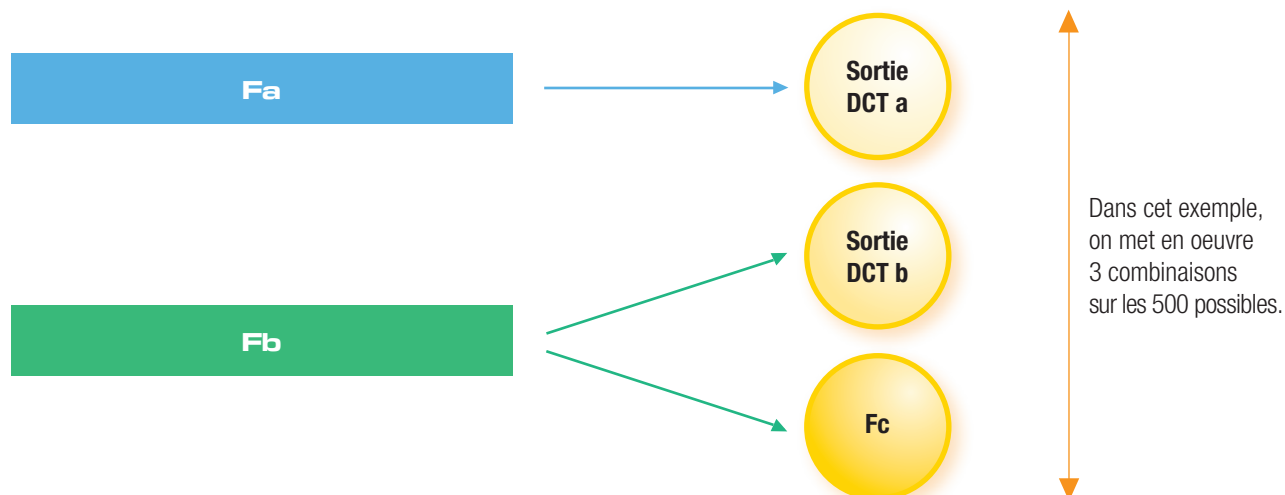 Fa
Sortie
DCT a
Sortie
DCT b
Dans cet exemple,
on met en oeuvre
3 combinaisons
sur les 500 possibles.
Fb
Fc